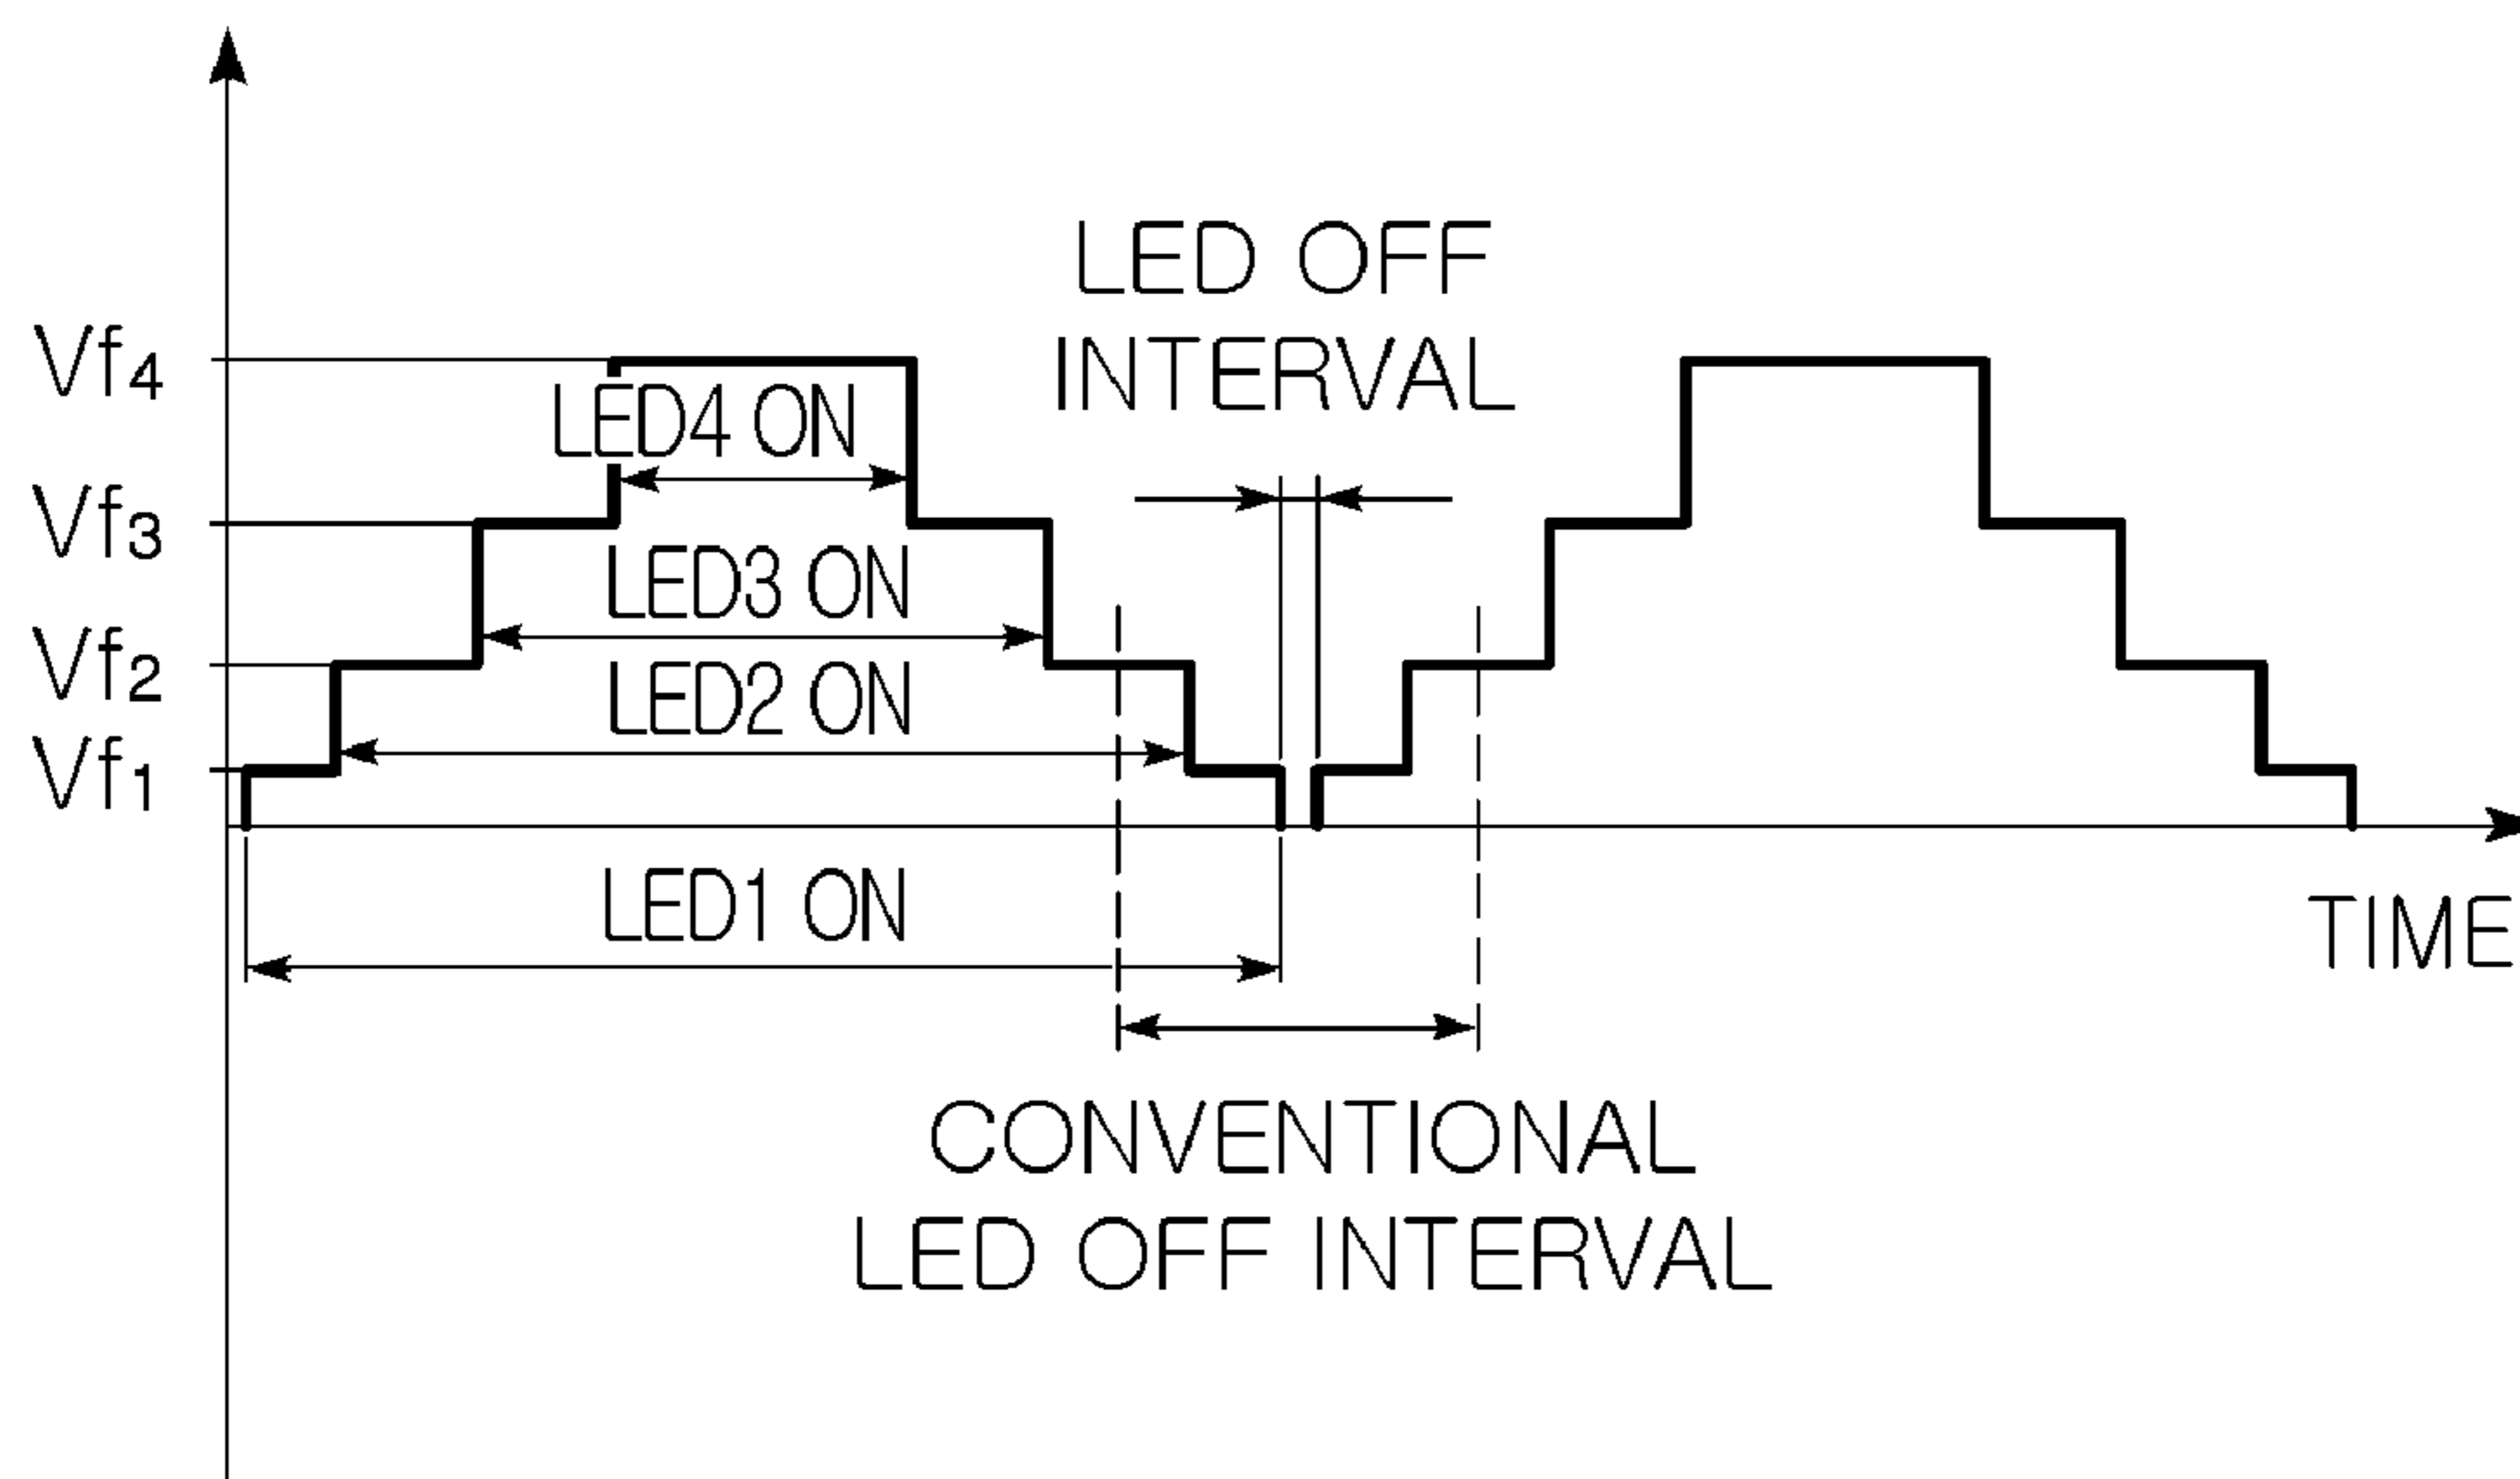 LED OFF
INTERVAL
Vf4
LED4 ON
Vf3
LED3 ON
Vf2
LED2 ON
Vf1
LED1 ON
TIME
CONVENTIONAL
LED OFF INTERVAL